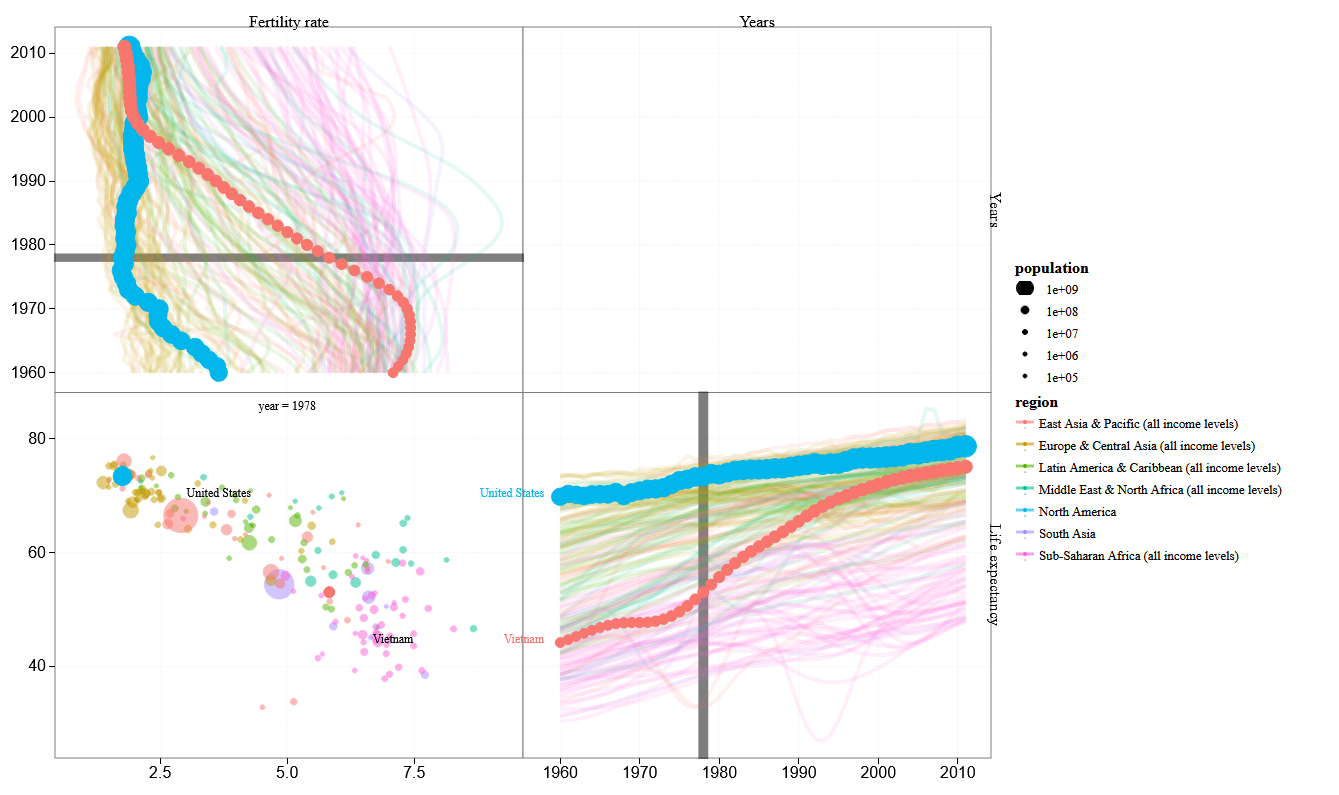 Fertility rate
Years
2010
2000
1990
1980
1970
1960
Years
year = 1978
80
60
40
United States
Vietnam
United States
Vietnam
Life expectancy
2.5
5.0
7.5
1960
1970
1980
1990
2000
2010
population
1e+09
1e+08
1e+07
1e+06
1e+05
region
East Asia & Pacific (all income levels)
Europe & Central Asia (all income levels)
Latin America & Caribbean (all income levels)
Middle East & North Africa (all income levels)
North America
South Asia
Sub-Saharan Africa (all income levels)